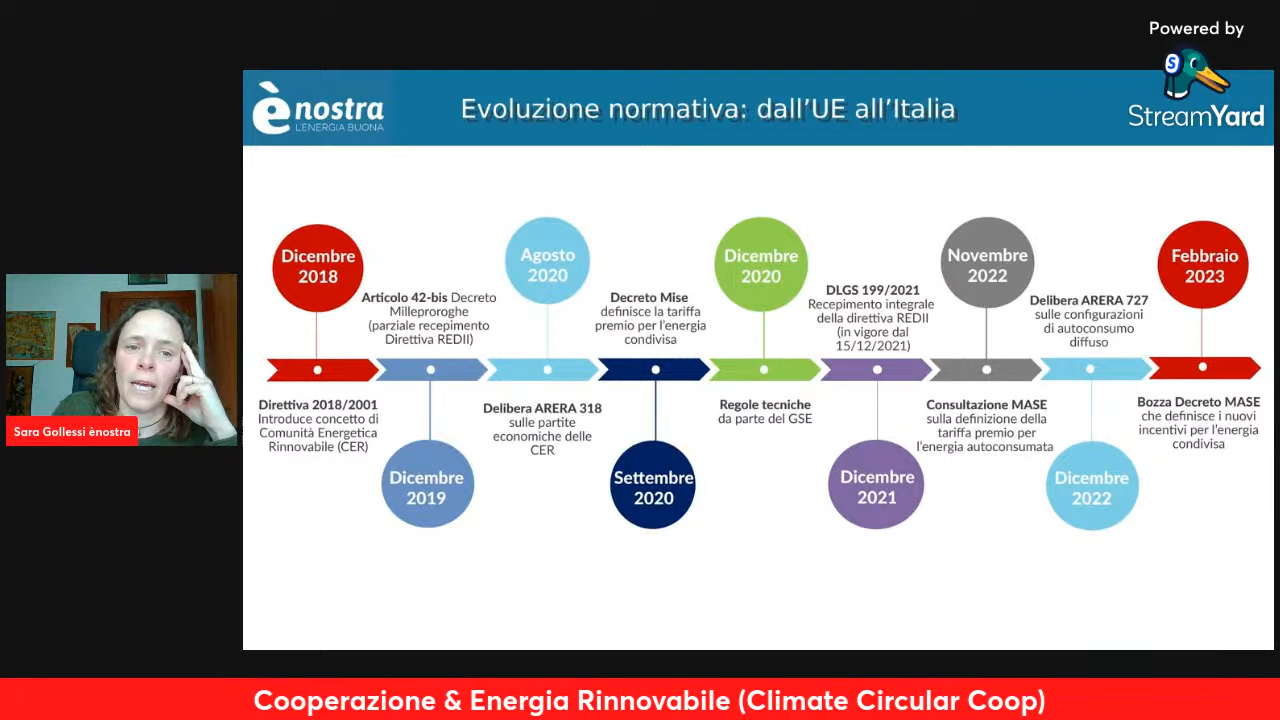 Powered by
StreamYard
S
ènostra
L'ENERGIA BUONA
Evoluzione normativa: dall'UE all'Italia
Dicembre
2018
Direttiva 2018/2001
Introduce concetto di
Comunità Energetica
Rinnovabile (CER)
Articolo 42-bis Decreto
Milleproroghe
(parziale recepimento
Direttiva REDII)
Dicembre
2019
Agosto
2020
Delibera ARERA 318
sulle partite
economiche delle
CER
Decreto Mise
definisce la tariffa
premio per l'energia
condivisa
Settembre
2020
Dicembre
2020
Regole tecniche
da parte del GSE
DLGS 199/2021
Recepimento integrale
della direttiva REDII
(in vigore dal
15/12/2021)
Dicembre
2021
Novembre
2022
Consultazione MASE
sulla definizione della
tariffa premio per
l'energia autoconsumata
Delibera ARERA 727
sulle configurazioni
di autoconsumo
diffuso
Dicembre
2022
Febbraio
2023
Bozza Decreto MASE
che definisce i nuovi
incentivi per l'energia
condivisa
Sara Gollessi ènostra
Cooperazione & Energia Rinnovabile (Climate Circular Coop)